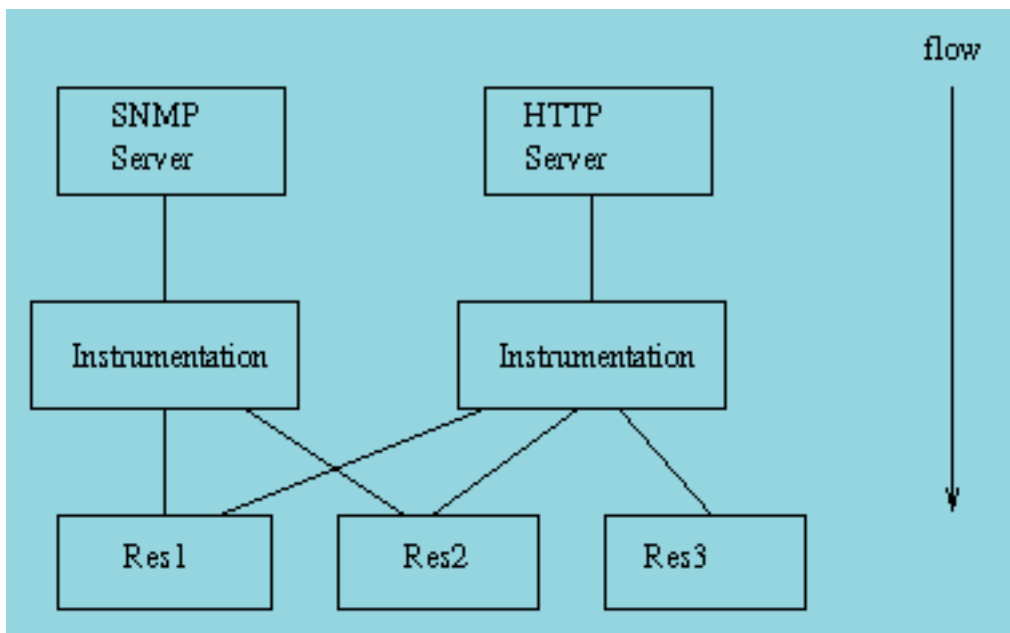 flow
SNMP
Server
HTTP
Server
Instrumentation
Instrumentation
Res1
Res2
Res3